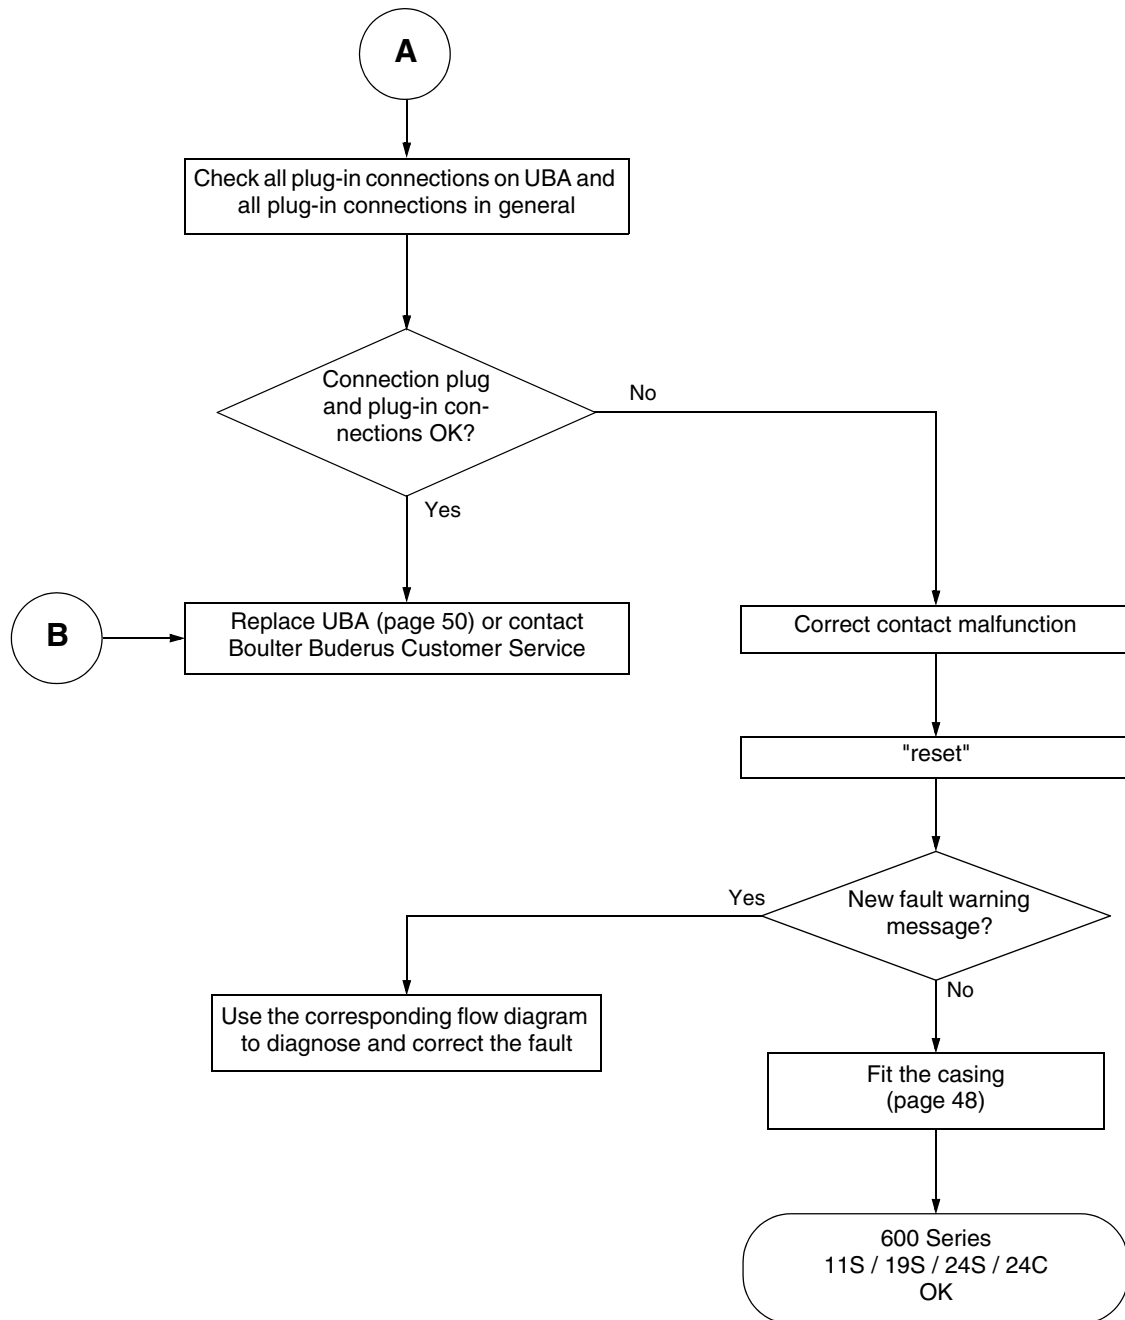 A
Check all plug-in connections on UBA and
all plug-in connections in general
Connection plug
and plug-in con-
nections OK?
No
Yes
B
Replace UBA (page 50) or contact
Boulter Buderus Customer Service
Correct contact malfunction
"reset"
New fault warning
message?
Yes
No
Use the corresponding flow diagram
to diagnose and correct the fault
Fit the casing
(page 48)
600 Series
11S / 19S / 24S / 24C
OK